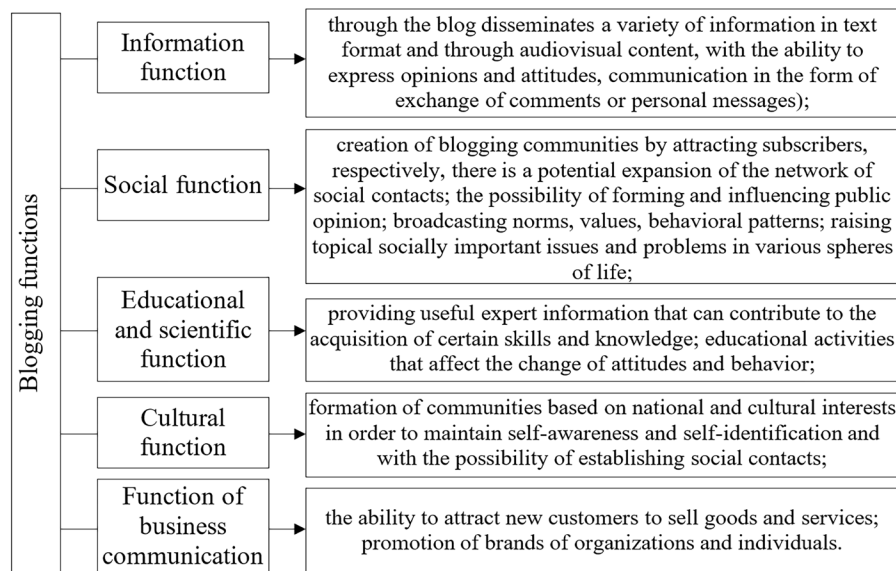 Blogging functions
Information
function
through the blog disseminates a variety of information in text
format and through audiovisual content, with the ability to
express opinions and attitudes, communication in the form of
exchange of comments or personal messages);
Social function
creation of blogging communities by attracting subscribers,
respectively, there is a potential expansion of the network of
social contacts; the possibility of forming and influencing public
opinion; broadcasting norms, values, behavioral patterns; raising
topical socially important issues and problems in various spheres
of life;
Educational
and scientific
function
providing useful expert information that can contribute to the
acquisition of certain skills and knowledge; educational activities
that affect the change of attitudes and behavior;
Cultural
function
formation of communities based on national and cultural interests
in order to maintain self-awareness and self-identification and
with the possibility of establishing social contacts;
Function of
business
communication
the ability to attract new customers to sell goods and services;
promotion of brands of organizations and individuals.